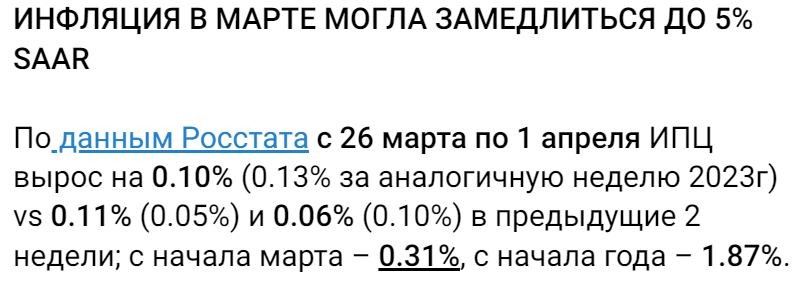 ИНФЛЯЦИЯ В МАРТЕ МОГЛА ЗАМЕДЛИТЬСЯ ДО 5%
SAAR
По данным Росстата с 26 марта по 1 апреля ИПЦ
вырос на 0.10% (0.13% за аналогичную неделю 2023г)
vs 0.11% (0.05%) и 0.06% (0.10%) в предыдущие 2
недели; с начала марта – 0.31%, с начала года – 1.87%.